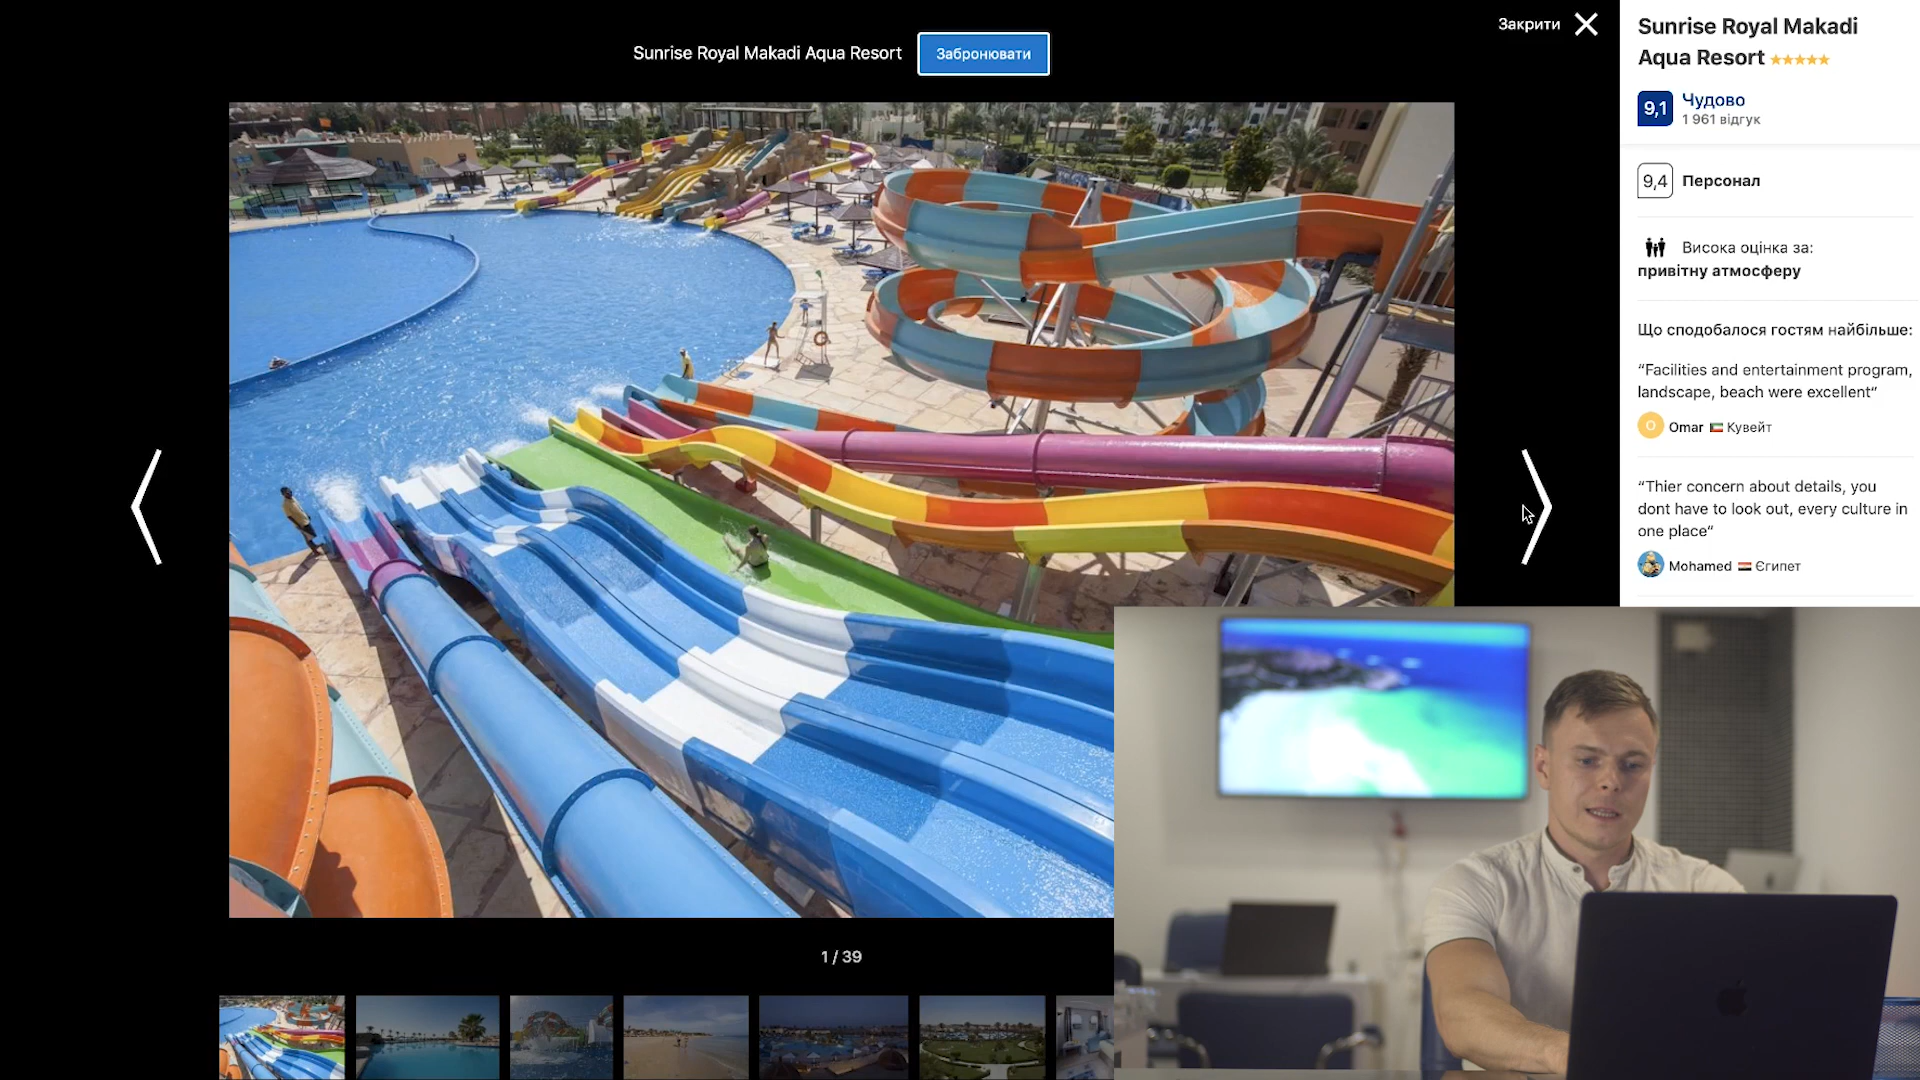 Закрити
Sunrise Royal Makadi Aqua Resort
Забронювати
1 / 39
Sunrise Royal Makadi
Aqua Resort
9,1
Чудово
1 961 відгук
9,4
Персонал
Висока оцінка за:
привітну атмосферу
Що сподобалося гостям найбільше:
“Facilities and entertainment program,
landscape, beach were excellent“
O
Omar
Кувейт
“Thier concern about details, you
dont have to look out, every culture in
one place“
Mohamed
Єгипет